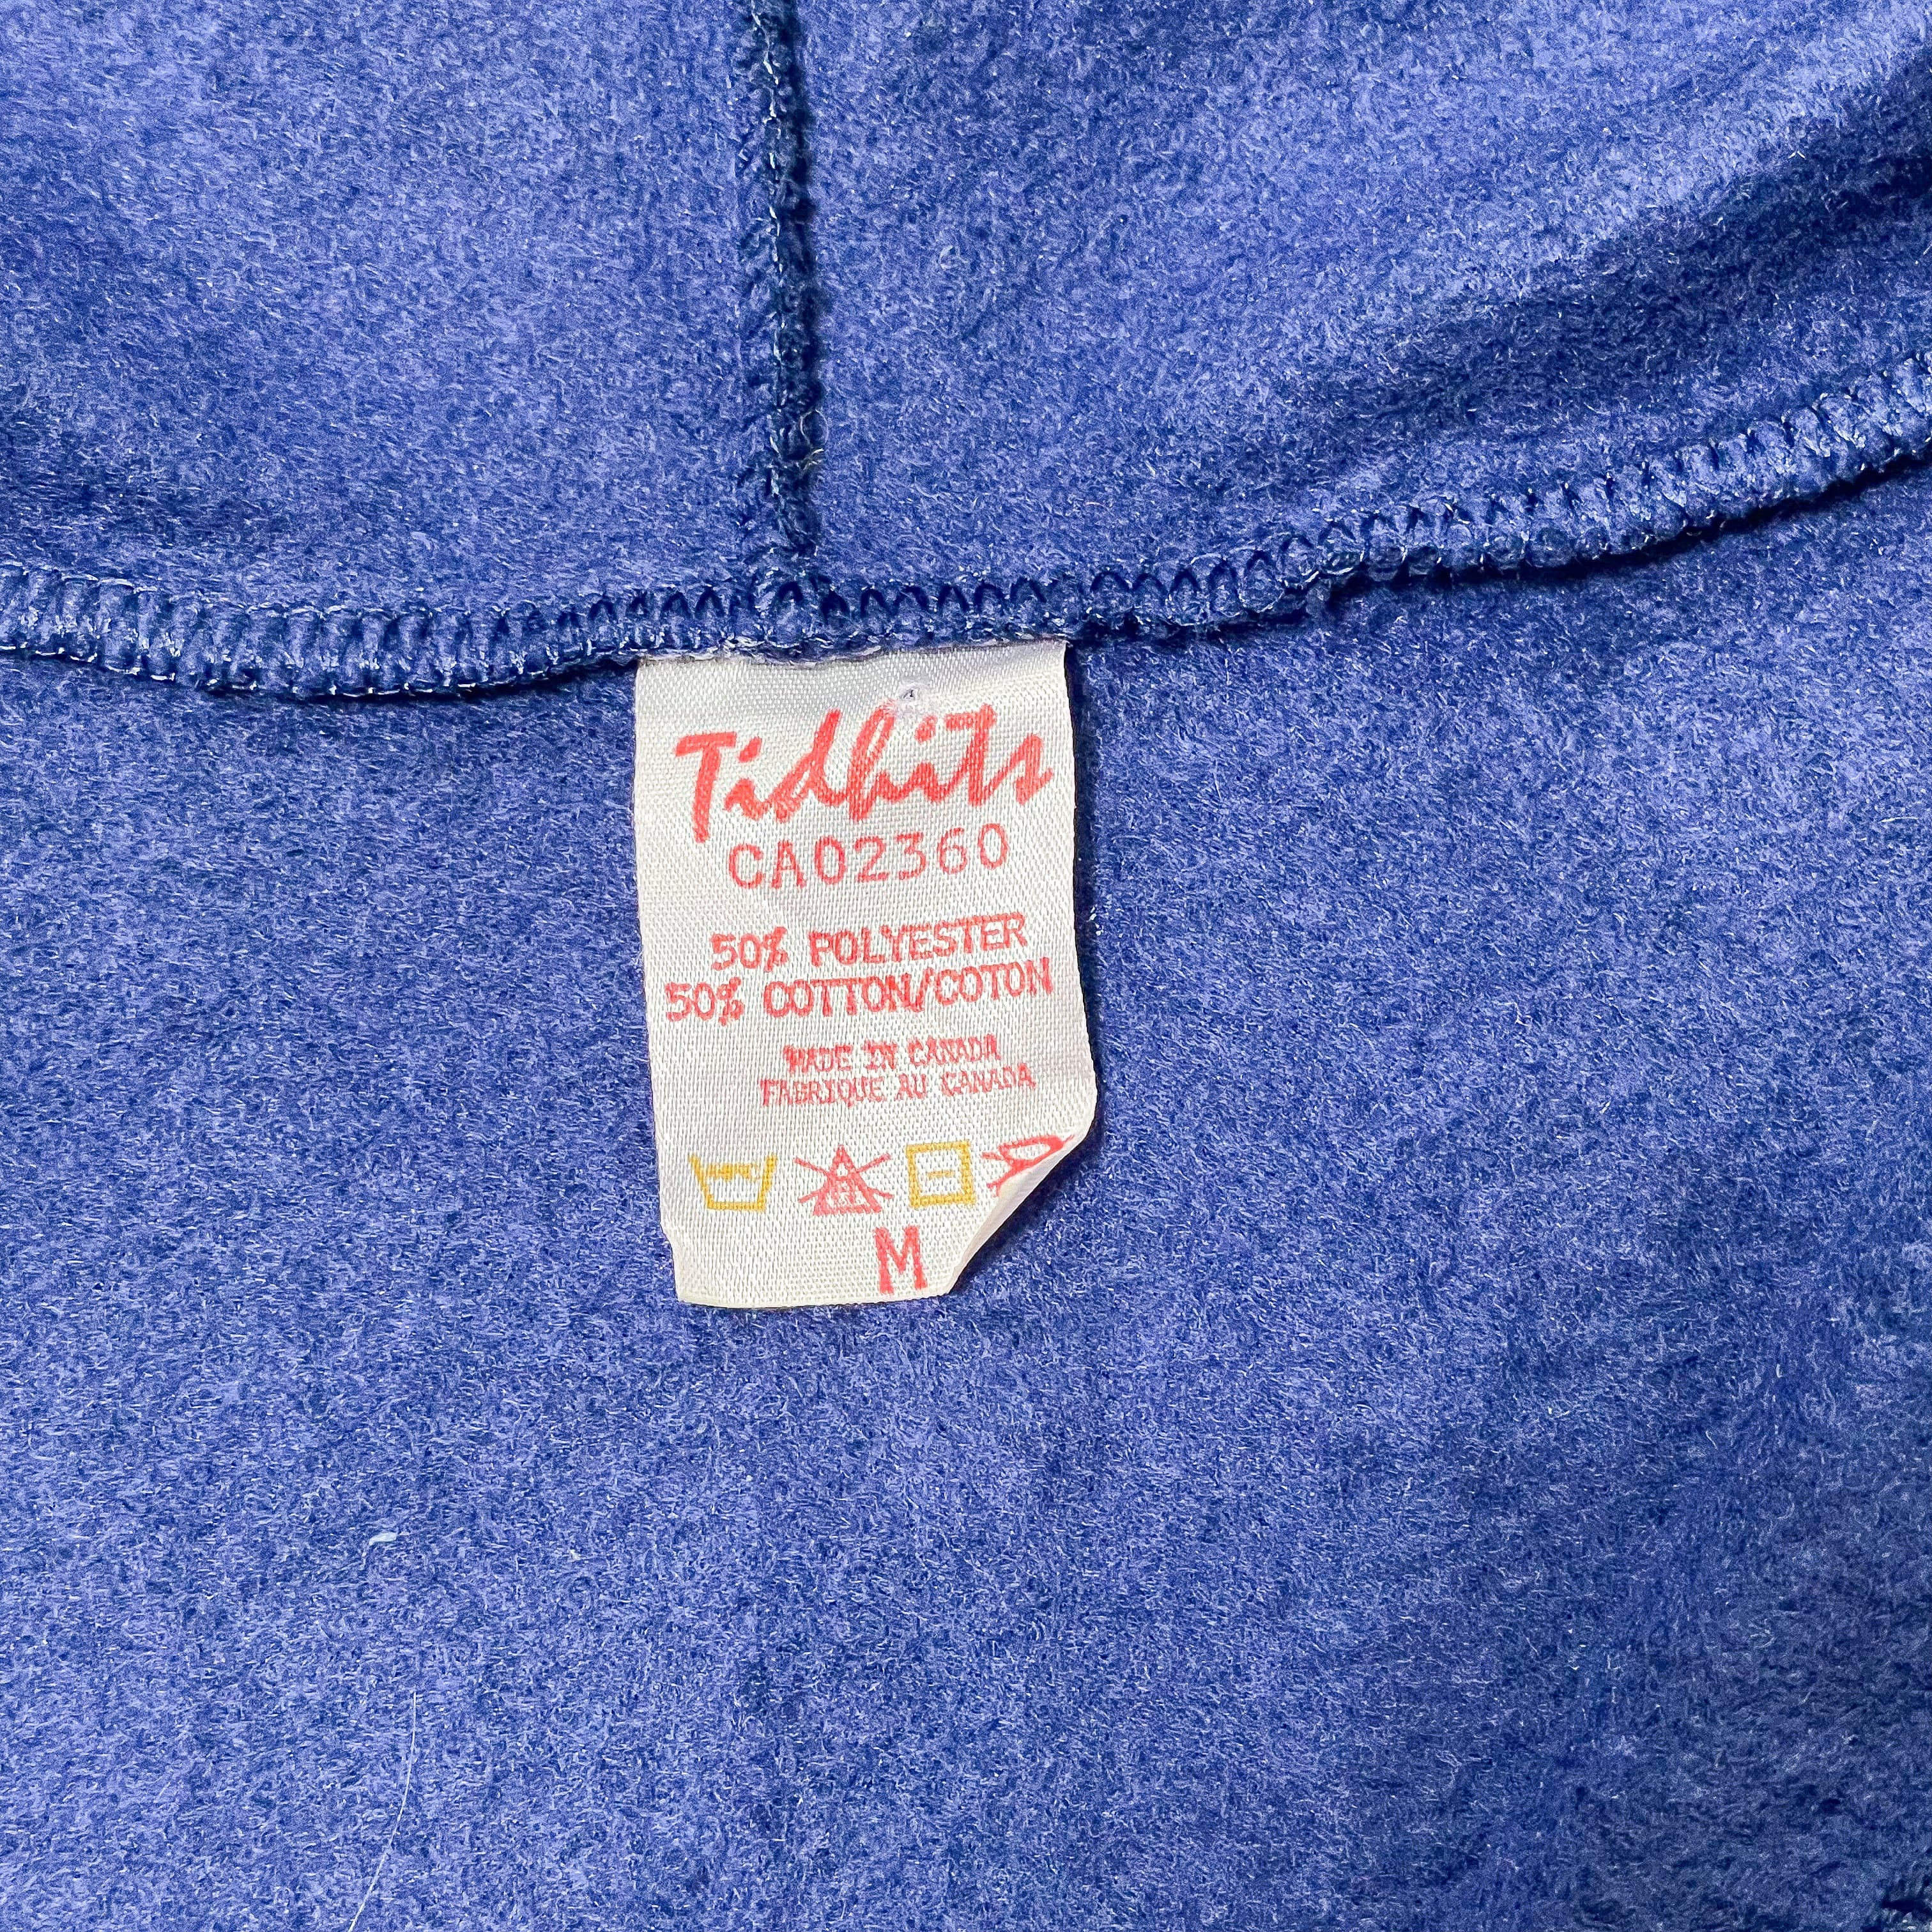 Tidbits
CA02360
50% POLYESTER
50% COTTON/COTON
MADE IN CANADA
FABRIQUE AU CANADA
M